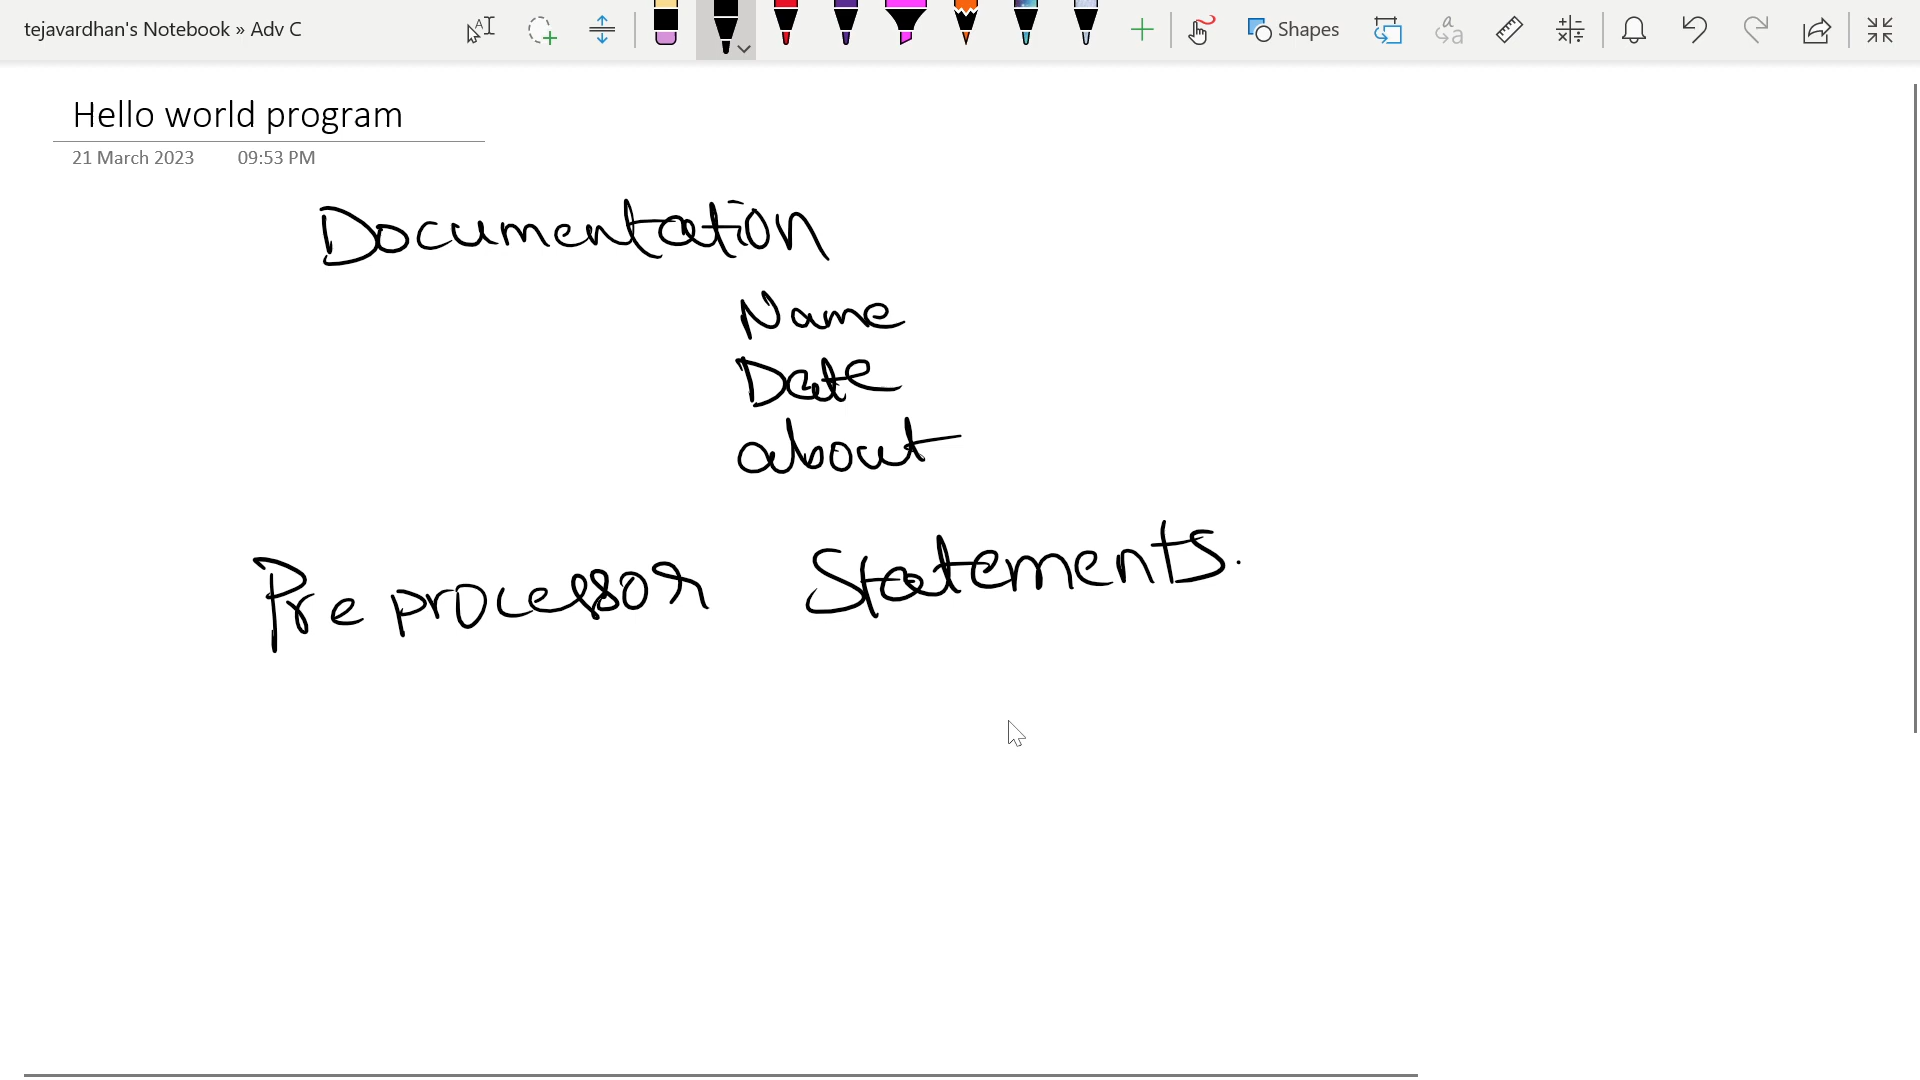 tejavardhan's Notebook » Adv C
Shapes
Hello world program
21 March 2023 09:53 PM
Documentation
Name
Date
about
Preprocessor Statements.